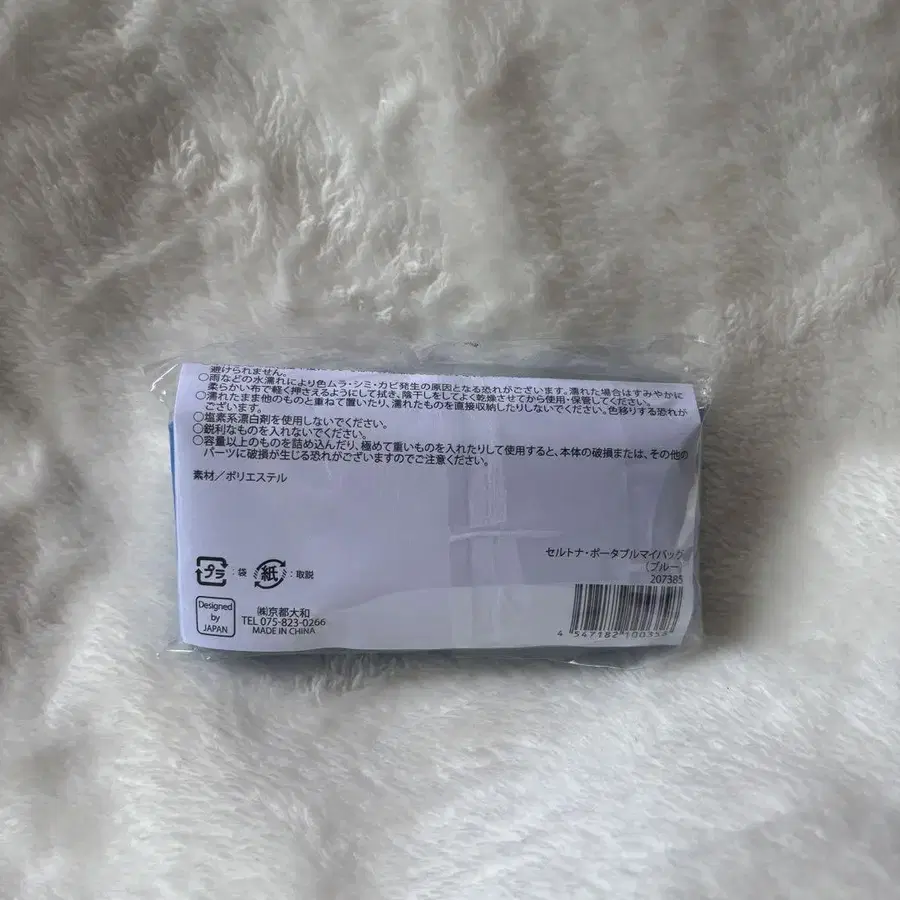 避けられません。
○雨などの水濡れにより色ムラ・シミ・カビ発生の原因となる恐れがございます。濡れた場合はすみやかに
柔らかい布で軽く押さえるようにして拭き、陰干しをしてよく乾燥させてから使用・保管してください。
○濡れたまま他のものと重ねて置いたり、濡れたものを直接収納したりしないでください。色移りする恐れが
ございます。
○塩素系漂白剤を使用しないでください。
○鋭利なものを入れないでください。
○容量以上のものを詰め込んだり、極めて重いものを入れたりして使用すると、本体の破損または、その他の
パーツに破損が生じる恐れがございますのでご注意ください。
素材／ポリエステル
セルトナ・ポータブルマイバッグ
（ブルー）
207385
プラ：袋 紙：取説
Designed
by
JAPAN
㈱京都大和
TEL 075-823-0266
MADE IN CHINA
4 547182 100358